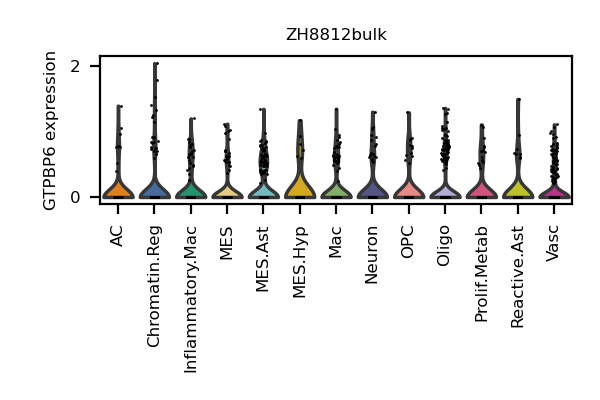 ZH8812bulk
GTPBP6 expression
2
0
AC
Chromatin.Reg
Inflammatory.Mac
MES
MES.Ast
MES.Hyp
Mac
Neuron
OPC
Oligo
Prolif.Metab
Reactive.Ast
Vasc